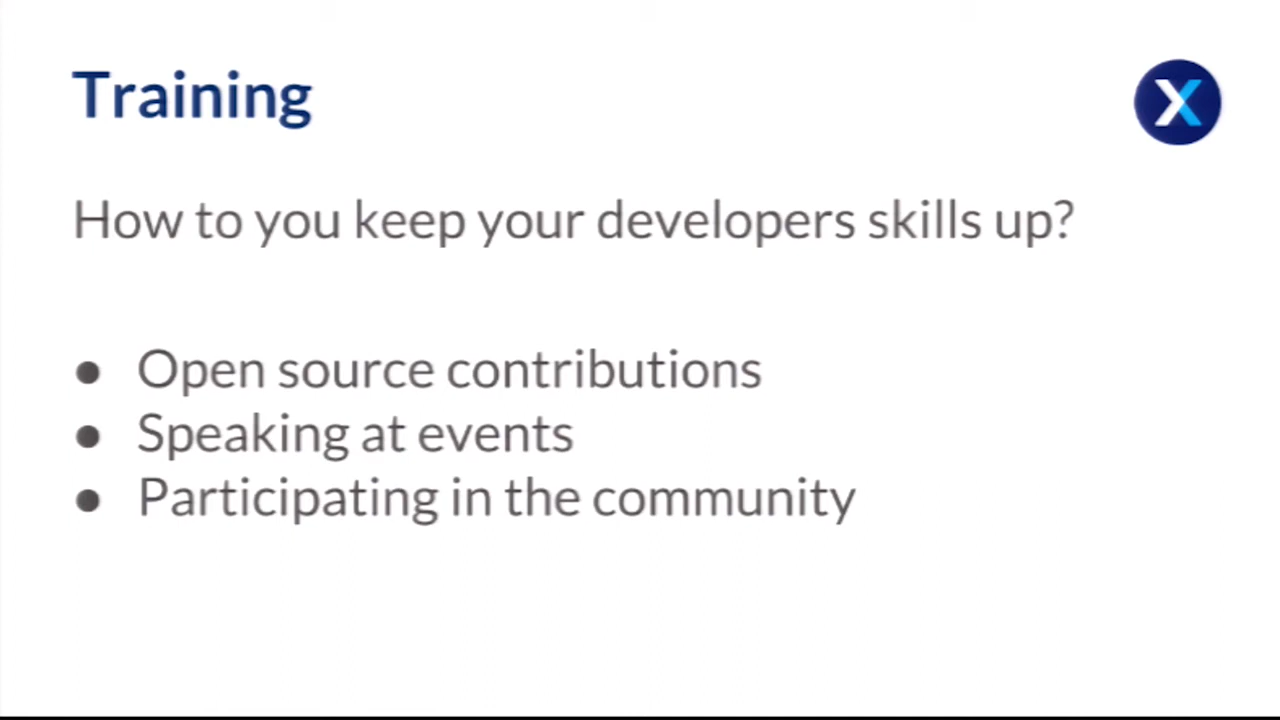 Training
How to you keep your developers skills up?
● Open source contributions
● Speaking at events
● Participating in the community